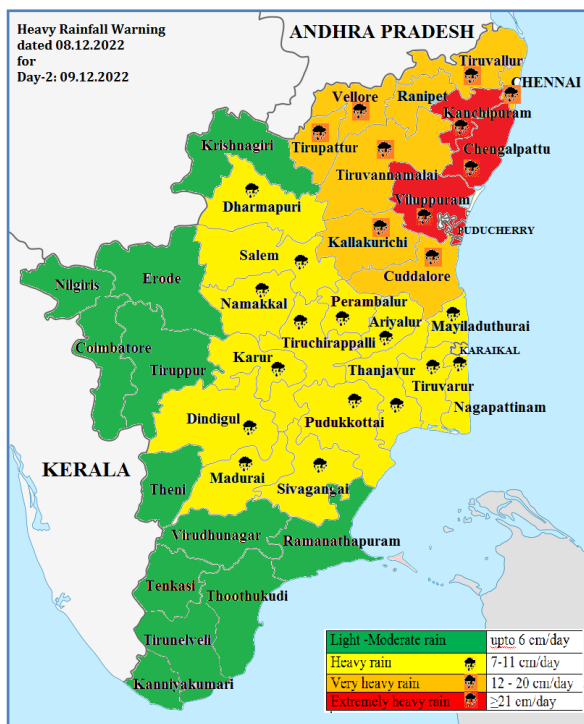 Heavy Rainfall Warning
dated 08.12.2022
for
Day-2: 09.12.2022
ANDHRA PRADESH
Tiruvallur
CHENNAI
Vellore
Ranipet
Kanchipuram
Krishnagiri
Tirupattur
Chengalpattu
Tiruvannamalai
Dharmapuri
Viluppuram
PUDUCHERRY
Kallakurichi
Salem
Cuddalore
Erode
Nilgiris
Namakkal
Perambalur
Ariyalur
Mayiladuthurai
Coimbatore
Tiruchirappalli
KARAIKAL
Karur
Tiruppur
Thanjavur
Tiruvarur
Nagapattinam
Dindigul
Pudukkottai
KERALA
Madurai
Theni
Sivagangai
Virudhunagar
Ramanathapuram
Tenkasi
Thoothukudi
Tirunelveli
Kanniyakumari
Light -Moderate rain upto 6 cm/day
Heavy rain 7-11 cm/day
Very heavy rain 12 - 20 cm/day
Extremely heavy rain ≥21 cm/day